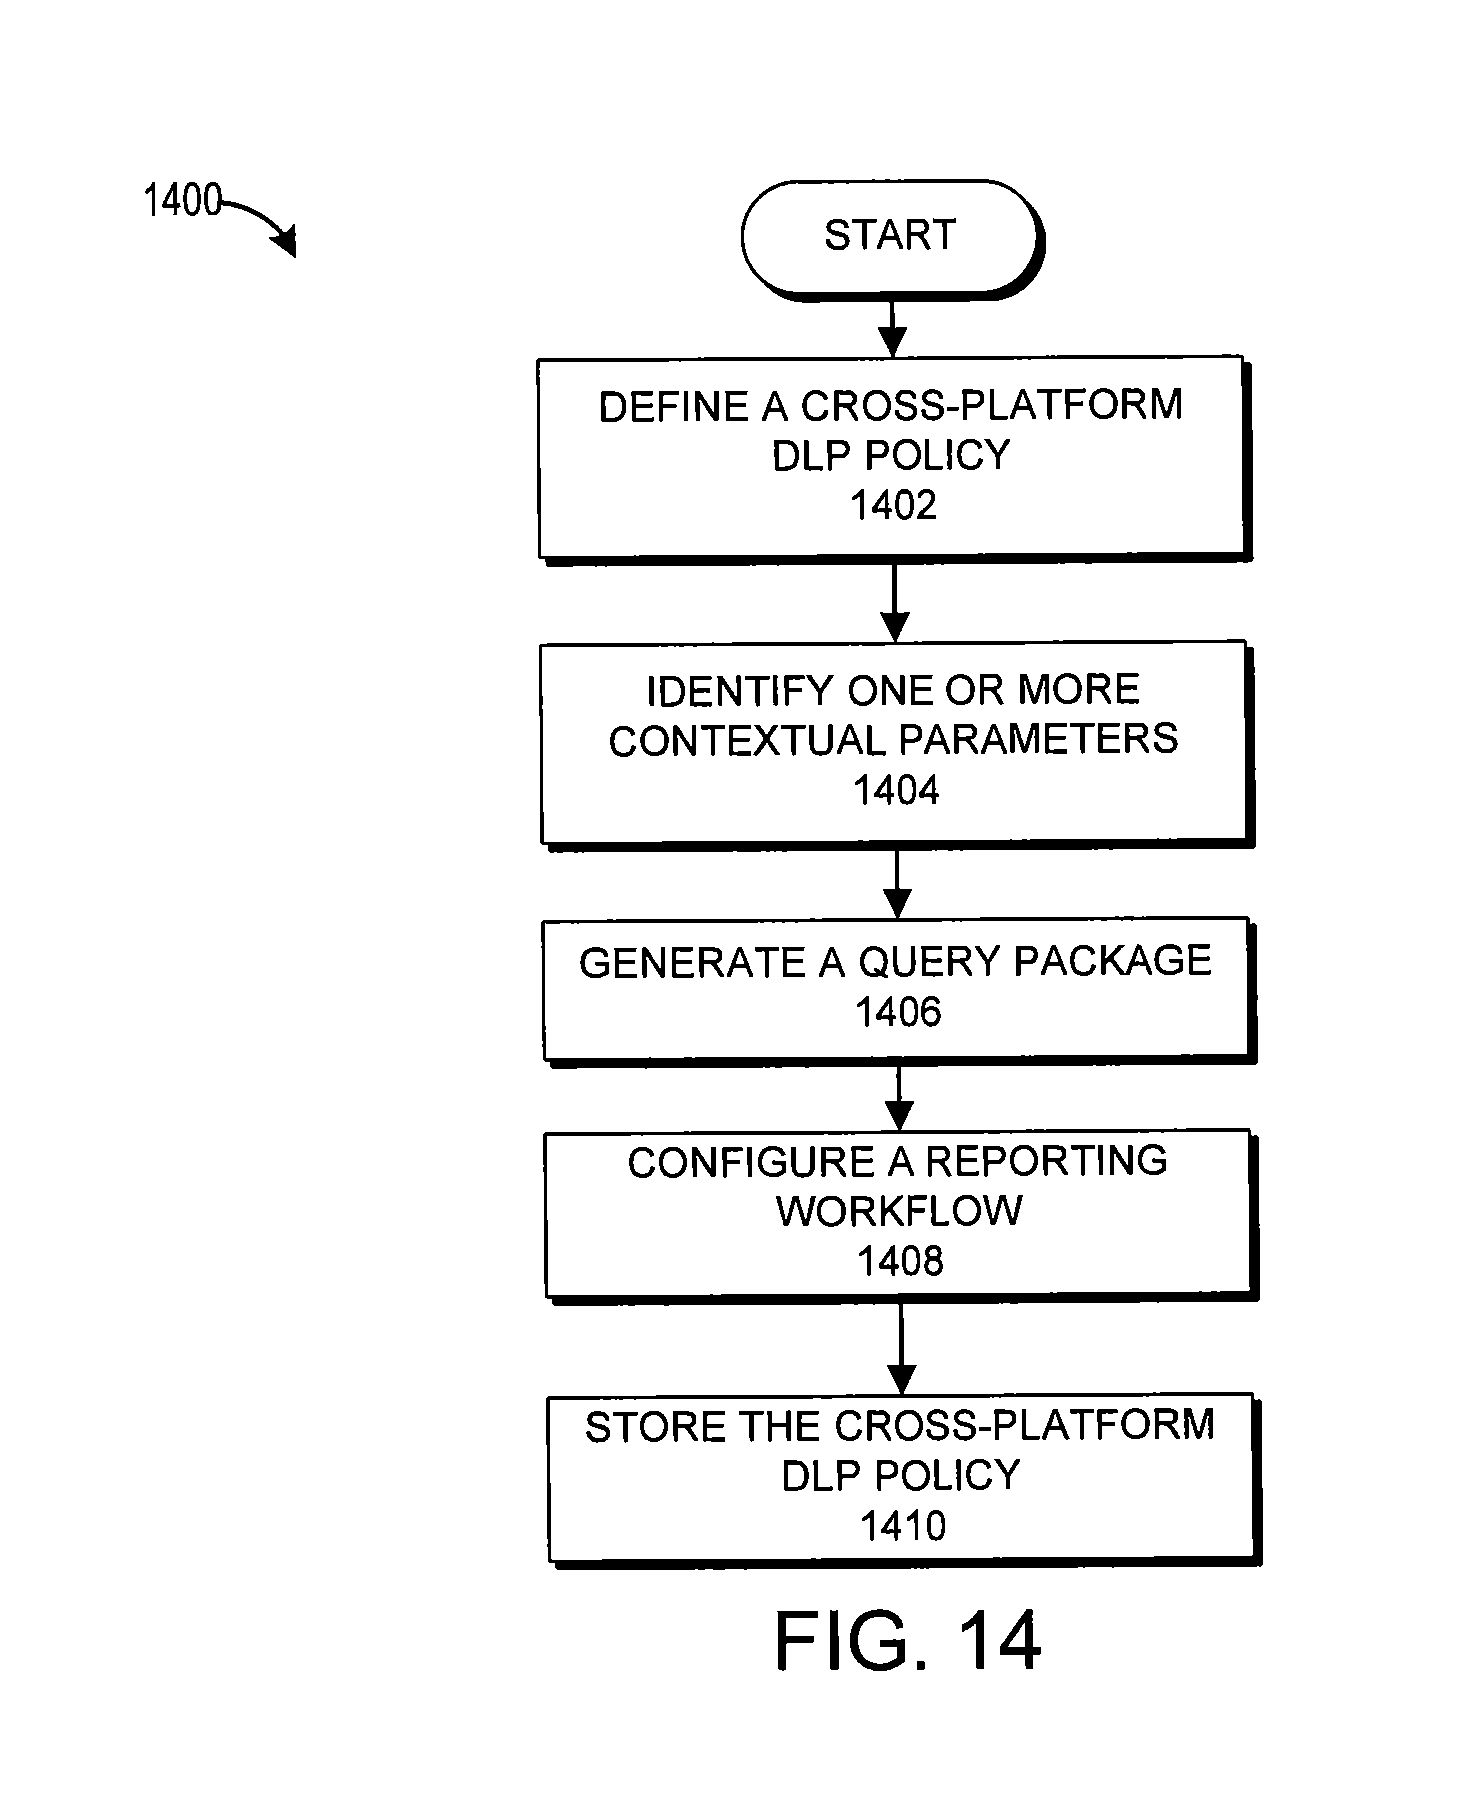 1400
START
DEFINE A CROSS-PLATFORM
DLP POLICY
1402
IDENTIFY ONE OR MORE
CONTEXTUAL PARAMETERS
1404
GENERATE A QUERY PACKAGE
1406
CONFIGURE A REPORTING
WORKFLOW
1408
STORE THE CROSS-PLATFORM
DLP POLICY
1410
FIG. 14